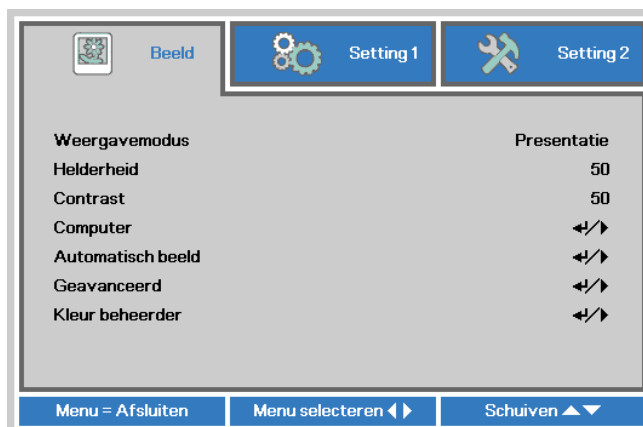 Beeld Setting 1 Setting 2
Weergavemodus Presentatie
Helderheid 50
Contrast 50
Computer ↵/▶
Automatisch beeld ↵/▶
Geavanceerd ↵/▶
Kleur beheerder ↵/▶
Menu = Afsluiten Menu selecteren ◀ ▶ Schuiven ▲▼